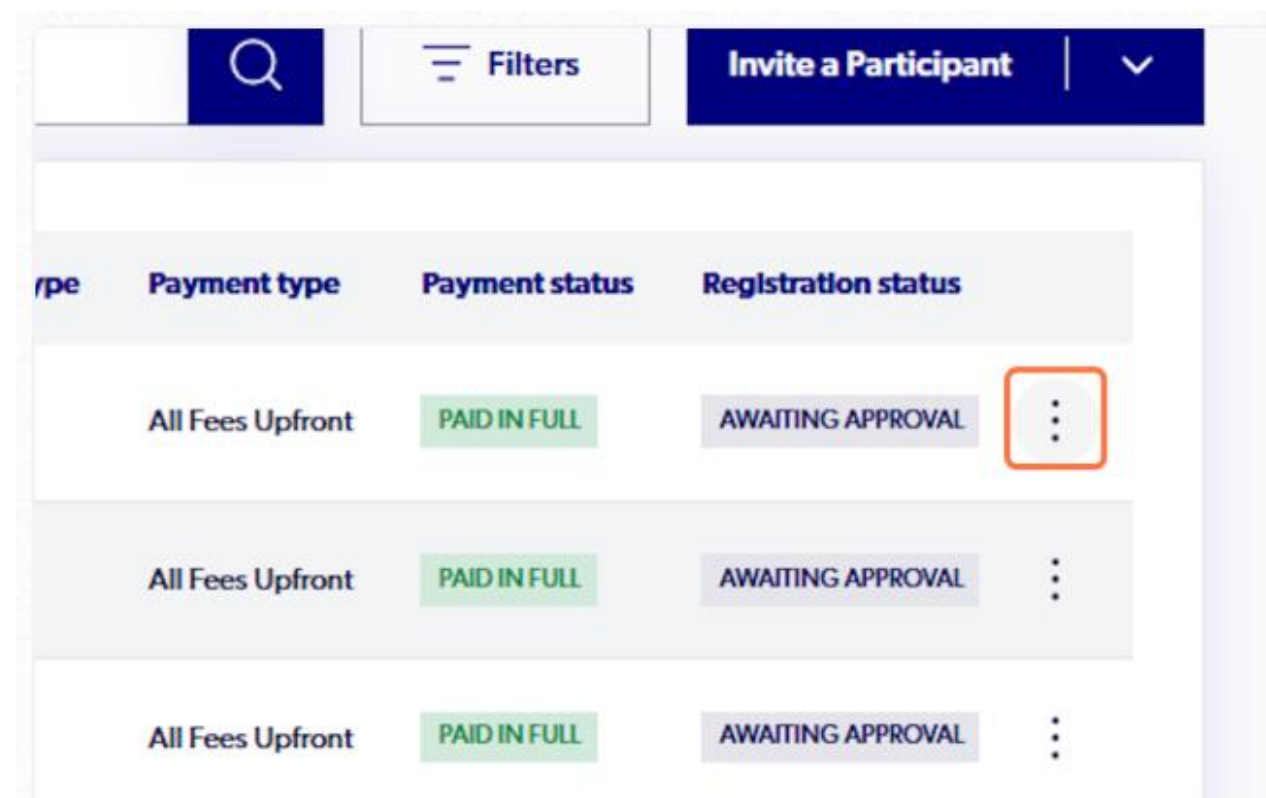 Filters
Invite a Participant
Payment type Payment status Registration status
All Fees Upfront PAID IN FULL AWAITING APPROVAL
All Fees Upfront PAID IN FULL AWAITING APPROVAL
All Fees Upfront PAID IN FULL AWAITING APPROVAL